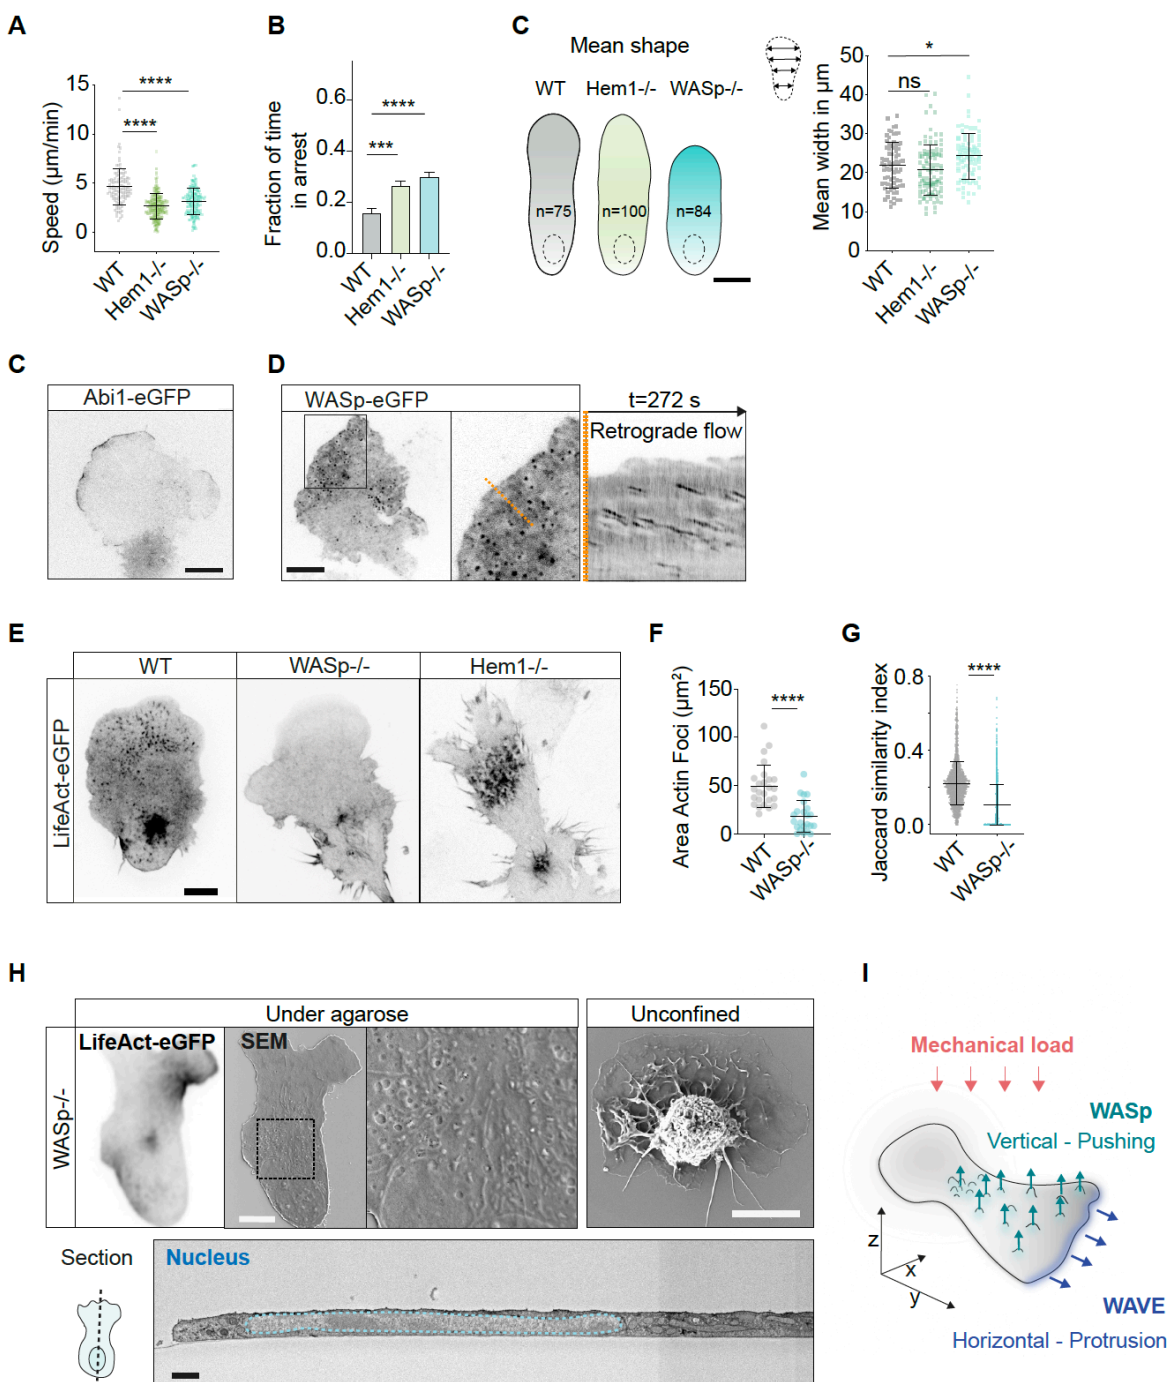 A
Speed (µm/min)
15
10
5
0
****
****
WT
Hem1-/-
WASp-/-
B
Fraction of time
in arrest
0.6
0.4
0.2
0.0
****
***
WT
Hem1-/-
WASp-/-
C
Mean shape
WT
Hem1-/-
WASp-/-
n=75
n=100
n=84
Mean width in µm
50
40
30
20
10
0
*
ns
WT
Hem1-/-
WASp-/-
C
Abi1-eGFP
D
WASp-eGFP
t=272 s
Retrograde flow
E
WT
WASp-/-
Hem1-/-
LifeAct-eGFP
F
Area Actin Foci (µm²)
150
100
50
0
****
WT
WASp-/-
G
Jaccard similarity index
0.8
0.4
0.0
****
WT
WASp-/-
H
Under agarose
Unconfined
WASp-/-
LifeAct-eGFP
SEM
Section
Nucleus
I
Mechanical load
WASp
Vertical - Pushing
z
x
y
WAVE
Horizontal - Protrusion